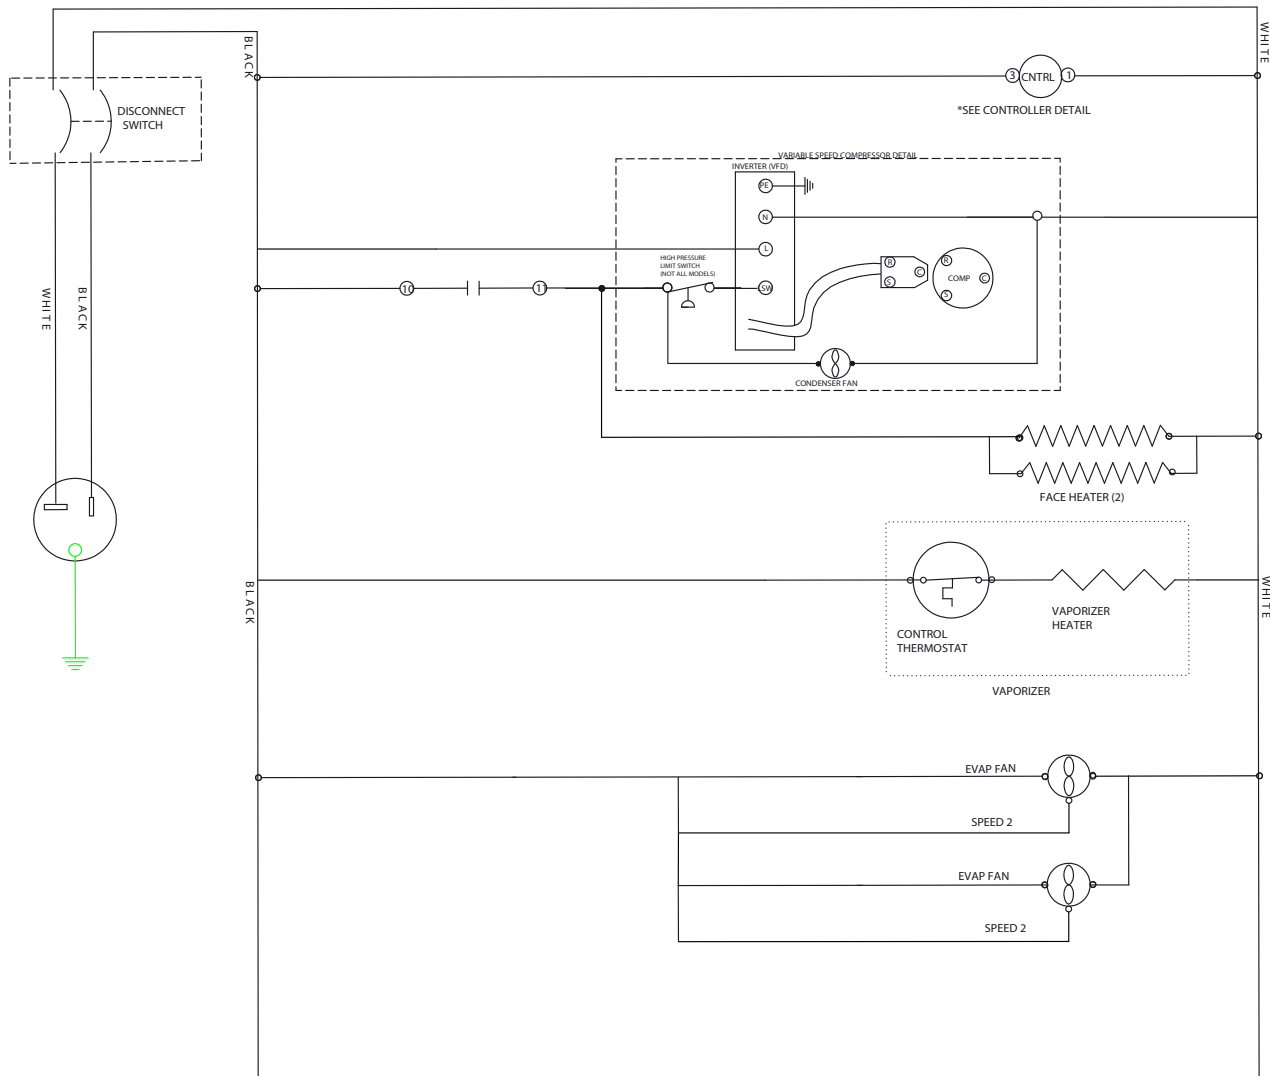 BLACK
WHITE
3
CNTRL
1
*SEE CONTROLLER DETAIL
DISCONNECT
SWITCH
VARIABLE SPEED COMPRESSOR DETAIL
INVERTER (VFD)
PE
N
L
HIGH PRESSURE
LIMIT SWITCH
(NOT ALL MODELS)
R
C
S
R
COMP
C
S
10
11
LSW
CONDENSER FAN
WHITE
BLACK
FACE HEATER (2)
BLACK
WHITE
CONTROL
THERMOSTAT
VAPORIZER
HEATER
VAPORIZER
EVAP FAN
SPEED 2
EVAP FAN
SPEED 2